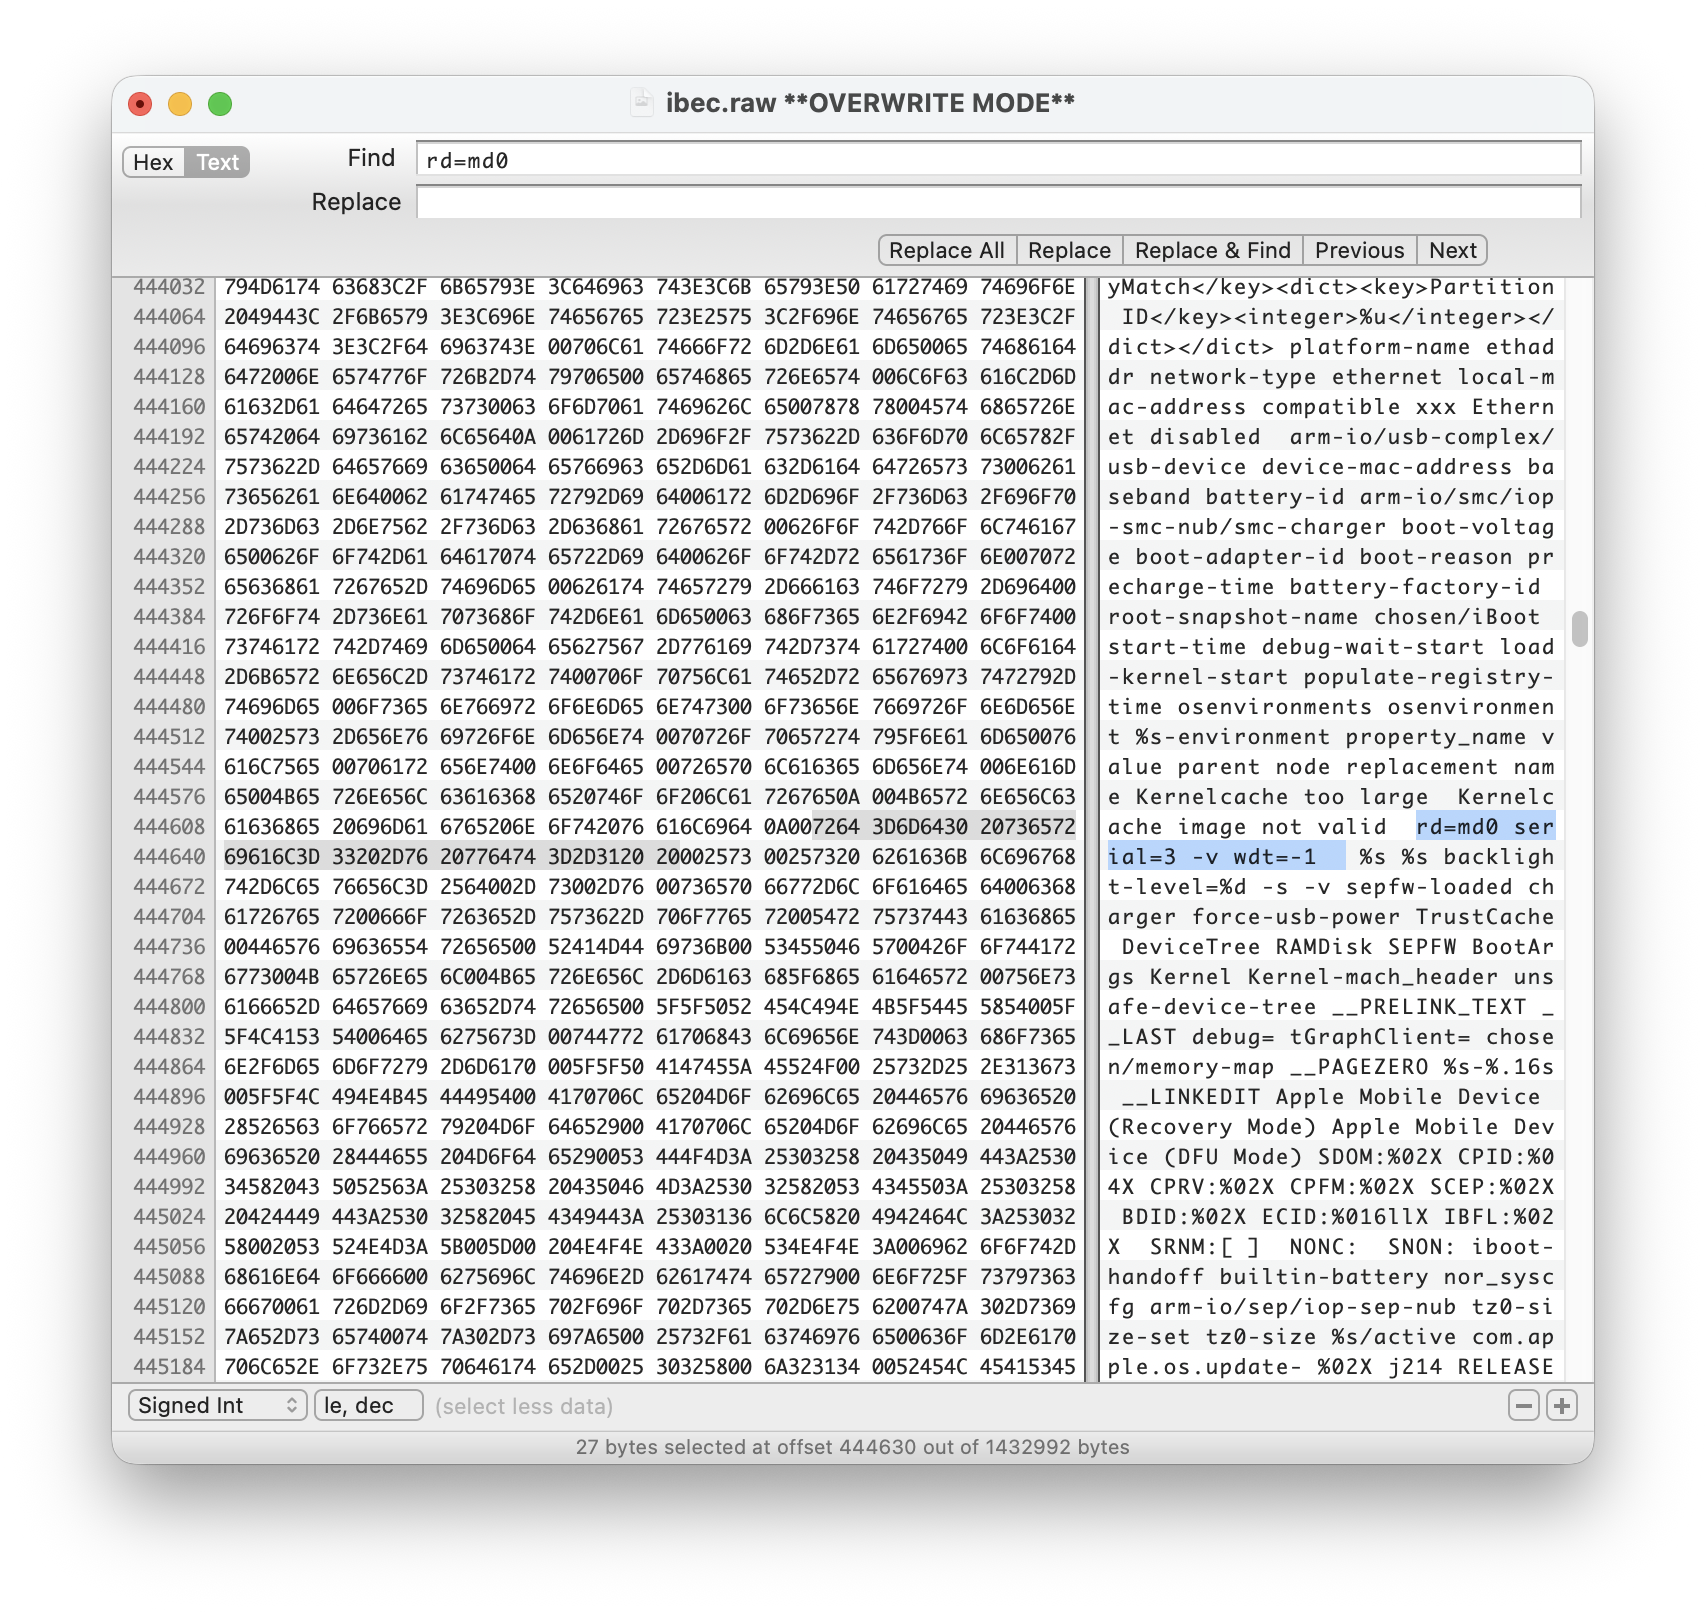 ibec.raw **OVERWRITE MODE**
Hex Text Find rd=md0
Replace
Replace All Replace Replace & Find Previous Next
444032 794D6174 63683C2F 6B65793E 3C646963 743E3C6B 65793E50 61727469 74696F6E yMatch</key><dict><key>Partition
444064 2049443C 2F6B6579 3E3C696E 74656765 723E2575 3C2F696E 74656765 723E3C2F  ID</key><integer>%u</integer></
444096 64696374 3E3C2F64 6963743E 00706C61 74666F72 6D2D6E61 6D650065 74686164 dict></dict> platform-name ethad
444128 6472006E 6574776F 726B2D74 79706500 65746865 726E6574 006C6F63 616C2D6D dr network-type ethernet local-m
444160 61632D61 64647265 73730063 6F6D7061 7469626C 65007878 78004574 6865726E ac-address compatible xxx Ethern
444192 65742064 69736162 6C65640A 0061726D 2D696F2F 7573622D 636F6D70 6C65782F et disabled  arm-io/usb-complex/
444224 7573622D 64657669 63650064 65766963 652D6D61 632D6164 64726573 73006261 usb-device device-mac-address ba
444256 73656261 6E640062 61747465 72792D69 64006172 6D2D696F 2F736D63 2F696F70 seband battery-id arm-io/smc/iop
444288 2D736D63 2D6E7562 2F736D63 2D636861 72676572 00626F6F 742D766F 6C746167 -smc-nub/smc-charger boot-voltag
444320 6500626F 6F742D61 64617074 65722D69 6400626F 6F742D72 6561736F 6E007072 e boot-adapter-id boot-reason pr
444352 65636861 7267652D 74696D65 00626174 74657279 2D666163 746F7279 2D696400 echarge-time battery-factory-id
444384 726F6F74 2D736E61 7073686F 742D6E61 6D650063 686F7365 6E2F6942 6F6F7400 root-snapshot-name chosen/iBoot
444416 73746172 742D7469 6D650064 65627567 2D776169 742D7374 61727400 6C6F6164 start-time debug-wait-start load
444448 2D6B6572 6E656C2D 73746172 7400706F 70756C61 74652D72 65676973 7472792D -kernel-start populate-registry-
444480 74696D65 006F7365 6E766972 6F6E6D65 6E747300 6F73656E 7669726F 6E6D656E time osenvironments osenvironmen
444512 74002573 2D656E76 69726F6E 6D656E74 0070726F 70657274 795F6E61 6D650076 t %s-environment property_name v
444544 616C7565 00706172 656E7400 6E6F6465 00726570 6C616365 6D656E74 006E616D alue parent node replacement nam
444576 65004B65 726E656C 63616368 6520746F 6F206C61 7267650A 004B6572 6E656C63 e Kernelcache too large  Kernelc
444608 61636865 20696D61 6765206E 6F742076 616C6964 0A007264 3D6D6430 20736572 ache image not valid  rd=md0 ser
444640 69616C3D 33202D76 20776474 3D2D3120 20002573 00257320 6261636B 6C696768 ial=3 -v wdt=-1   %s %s backligh
444672 742D6C65 76656C3D 2564002D 73002D76 00736570 66772D6C 6F616465 64006368 t-level=%d -s -v sepfw-loaded ch
444704 61726765 7200666F 7263652D 7573622D 706F7765 72005472 75737443 61636865 arger force-usb-power TrustCache
444736 00446576 69636554 72656500 52414D44 69736B00 53455046 5700426F 6F744172  DeviceTree RAMDisk SEPFW BootAr
444768 6773004B 65726E65 6C004B65 726E656C 2D6D6163 685F6865 61646572 00756E73 gs Kernel Kernel-mach_header uns
444800 6166652D 64657669 63652D74 72656500 5F5F5052 454C494E 4B5F5445 5854005F afe-device-tree __PRELINK_TEXT _
444832 5F4C4153 54006465 6275673D 00744772 61706843 6C69656E 743D0063 686F7365 _LAST debug= tGraphClient= chose
444864 6E2F6D65 6D6F7279 2D6D6170 005F5F50 4147455A 45524F00 25732D25 2E313673 n/memory-map __PAGEZERO %s-%.16s
444896 005F5F4C 494E4B45 44495400 4170706C 65204D6F 62696C65 20446576 69636520  __LINKEDIT Apple Mobile Device
444928 28526563 6F766572 79204D6F 64652900 4170706C 65204D6F 62696C65 20446576 (Recovery Mode) Apple Mobile Dev
444960 69636520 28444655 204D6F64 65290053 444F4D3A 25303258 20435049 443A2530 ice (DFU Mode) SDOM:%02X CPID:%0
444992 34582043 5052563A 25303258 20435046 4D3A2530 32582053 4345503A 25303258 4X CPRV:%02X CPFM:%02X SCEP:%02X
445024 20424449 443A2530 32582045 4349443A 25303136 6C6C5820 4942464C 3A253032  BDID:%02X ECID:%016llX IBFL:%02
445056 58002053 524E4D3A 5B005D00 204E4F4E 433A0020 534E4F4E 3A006962 6F6F742D X  SRNM:[ ]  NONC:  SNON: iboot-
445088 68616E64 6F666600 6275696C 74696E2D 62617474 65727900 6E6F725F 73797363 handoff builtin-battery nor_sysc
445120 66670061 726D2D69 6F2F7365 702F696F 702D7365 702D6E75 6200747A 302D7369 fg arm-io/sep/iop-sep-nub tz0-si
445152 7A652D73 65740074 7A302D73 697A6500 25732F61 63746976 6500636F 6D2E6170 ze-set tz0-size %s/active com.ap
445184 706C652E 6F732E75 70646174 652D0025 30325800 6A323134 0052454C 45415345 ple.os.update- %02X j214 RELEASE
Signed Int le, dec (select less data)
27 bytes selected at offset 444630 out of 1432992 bytes